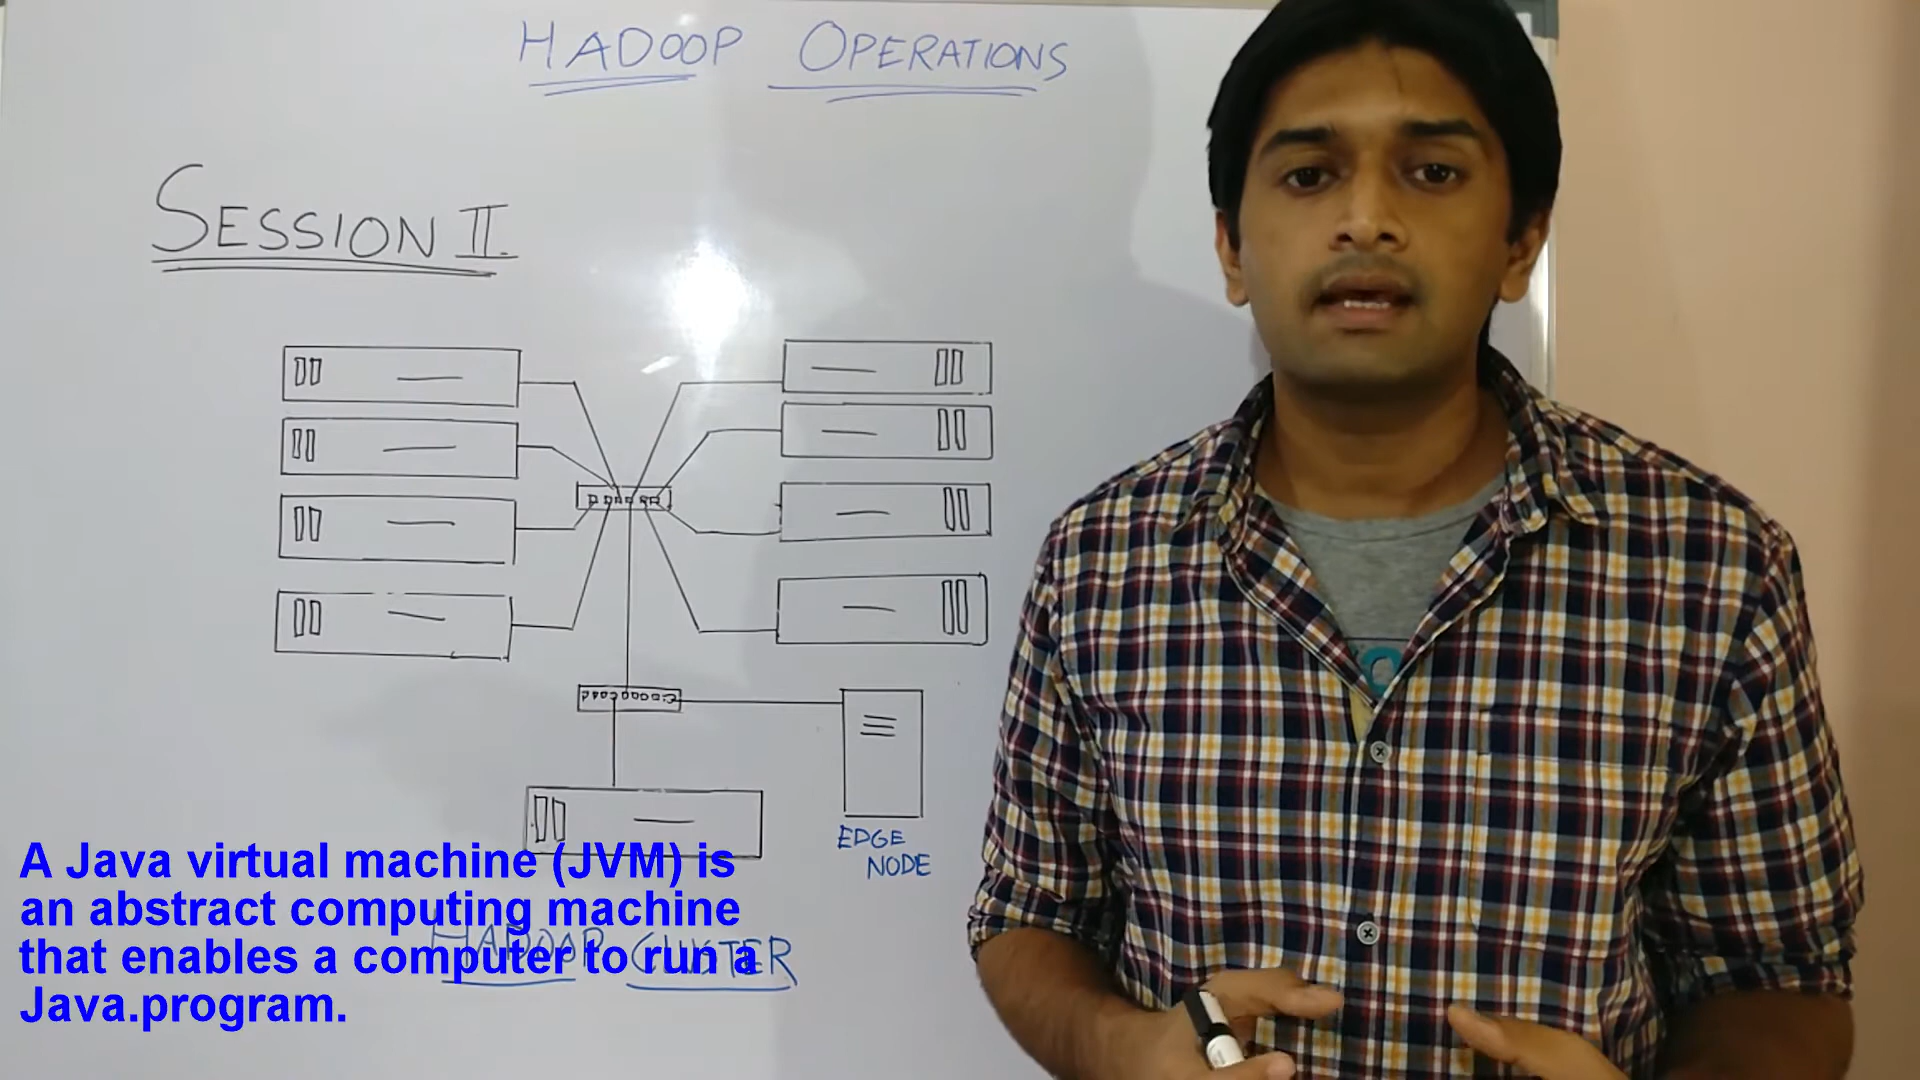 HADOOP OPERATIONS
SESSION II.
EDGE
NODE
HADOOP CLUSTER
A Java virtual machine (JVM) is
an abstract computing machine
that enables a computer to run a
Java.program.